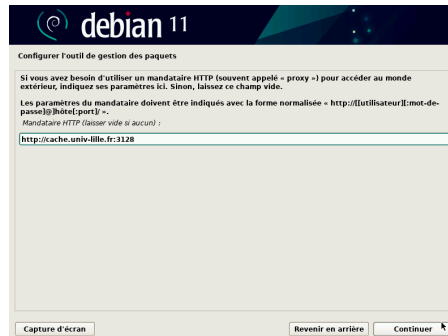 debian 11
Configurer l'outil de gestion des paquets
Si vous avez besoin d'utiliser un mandataire HTTP (souvent appelé « proxy ») pour accéder au monde
extérieur, indiquez ses paramètres ici. Sinon, laissez ce champ vide.
Les paramètres du mandataire doivent être indiqués avec la forme normalisée « http://[[utilisateur][:mot-de-
passe]@]hôte[:port]/ ».
Mandataire HTTP (laisser vide si aucun) :
http://cache.univ-lille.fr:3128
Capture d'écran
Revenir en arrière
Continuer